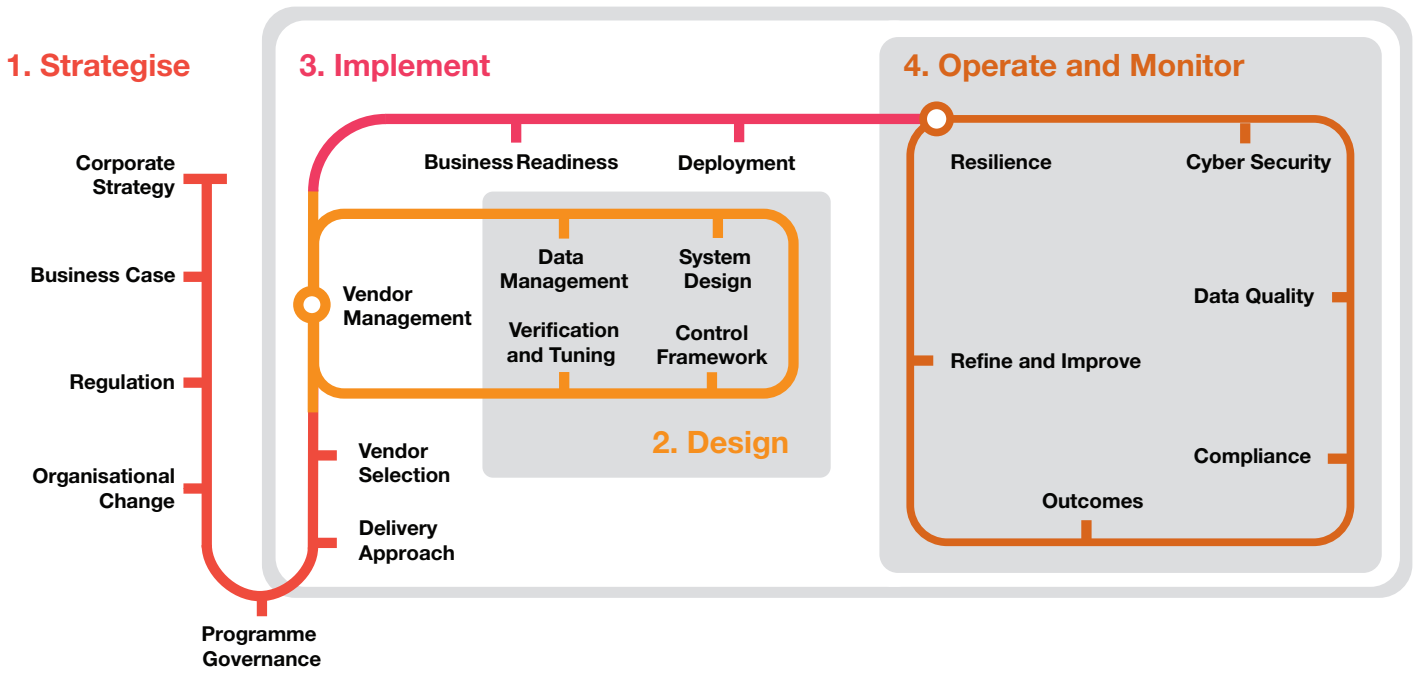 1. Strategise
Corporate
Strategy
Business Case
Regulation
Organisational
Change
Programme
Governance
Delivery
Approach
Vendor
Selection
Vendor
Management
2. Design
Data
Management
System
Design
Verification
and Tuning
Control
Framework
3. Implement
Business Readiness
Deployment
4. Operate and Monitor
Resilience
Cyber Security
Data Quality
Compliance
Outcomes
Refine and Improve